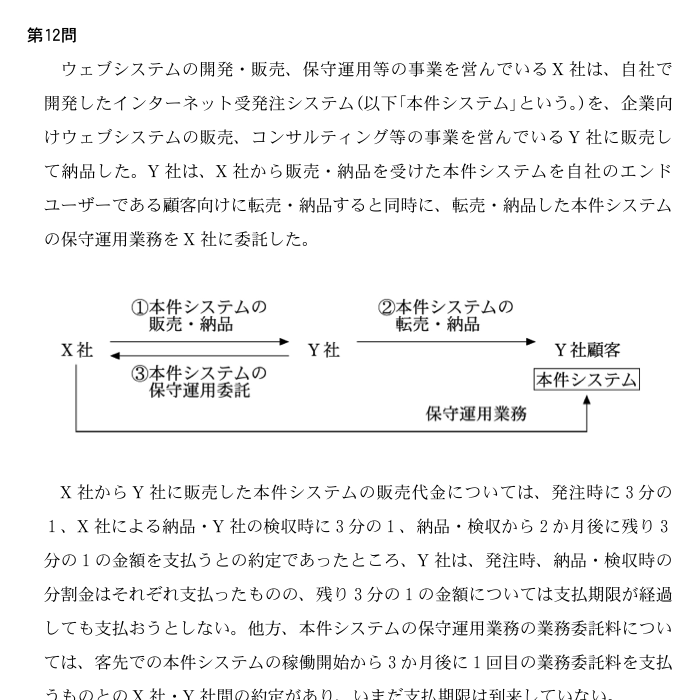 第12問
ウェブシステムの開発・販売、保守運用等の事業を営んでいるX社は、自社で
開発したインターネット受発注システム(以下｢本件システム｣という。)を、企業向
けウェブシステムの販売、コンサルティング等の事業を営んでいるY社に販売し
て納品した。Y社は、X社から販売・納品を受けた本件システムを自社のエンド
ユーザーである顧客向けに転売・納品すると同時に、転売・納品した本件システム
の保守運用業務をX社に委託した。
①本件システムの
販売・納品
②本件システムの
転売・納品
X社
Y社
Y社顧客
③本件システムの
保守運用委託
本件システム
保守運用業務
X社からY社に販売した本件システムの販売代金については、発注時に3分の
1、X社による納品・Y社の検収時に3分の1、納品・検収から2か月後に残り3
分の1の金額を支払うとの約定であったところ、Y社は、発注時、納品・検収時の
分割金はそれぞれ支払ったものの、残り3分の1の金額については支払期限が経過
しても支払おうとしない。他方、本件システムの保守運用業務の業務委託料につい
ては、客先での本件システムの稼働開始から3か月後に1回目の業務委託料を支払
うものとのX社・Y社間の約定があり、いまだ支払期限は到来していない。